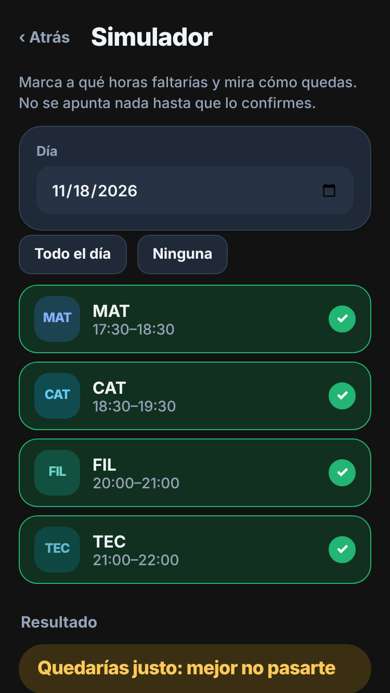 ‹ Atrás Simulador
Marca a qué horas faltarías y mira cómo quedas.
No se apunta nada hasta que lo confirmes.
Día
11/18/2026
Todo el día Ninguna
MAT MAT
17:30–18:30
CAT CAT
18:30–19:30
FIL FIL
20:00–21:00
TEC TEC
21:00–22:00
Resultado
Quedarías justo: mejor no pasarte